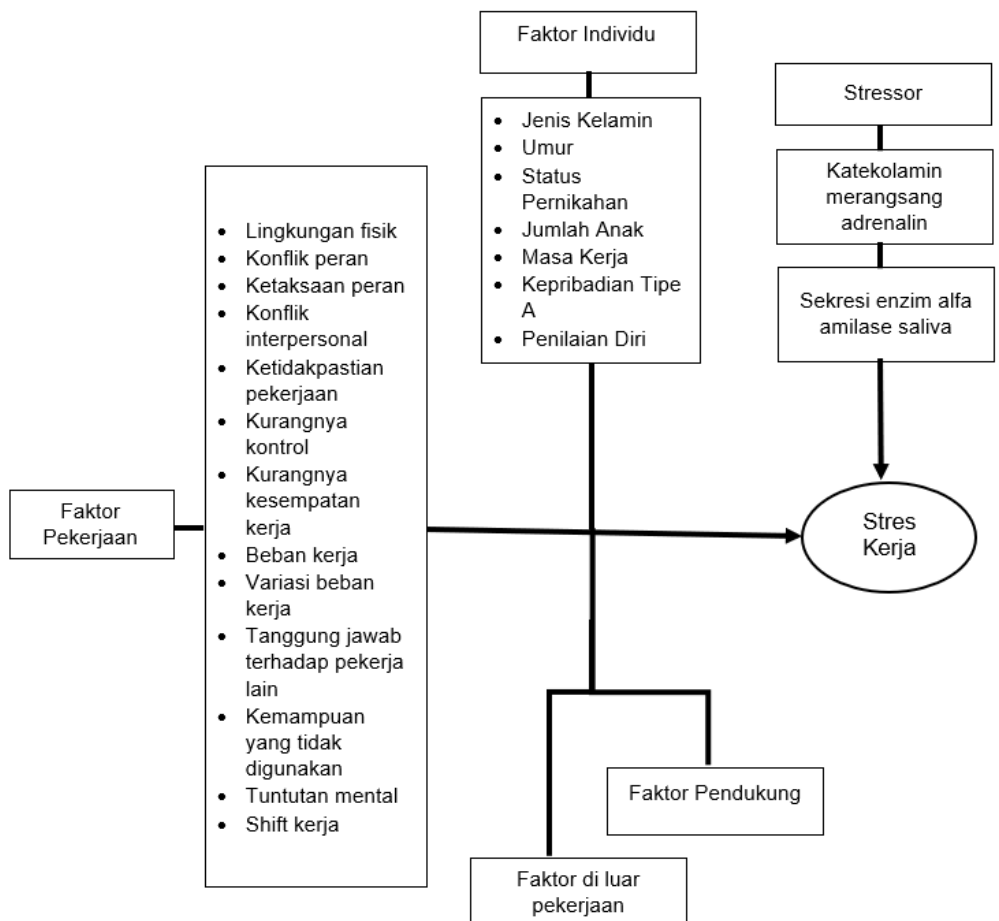 Faktor Individu
• Jenis Kelamin
• Umur
• Status
Pernikahan
• Jumlah Anak
• Masa Kerja
• Kepribadian Tipe
A
• Penilaian Diri
Stressor
Katekolamin
merangsang
adrenalin
Sekresi enzim alfa
amilase saliva
Stres
Kerja
Faktor
Pekerjaan
• Lingkungan fisik
• Konflik peran
• Ketaksaan peran
• Konflik
interpersonal
• Ketidakpastian
pekerjaan
• Kurangnya
kontrol
• Kurangnya
kesempatan
kerja
• Beban kerja
• Variasi beban
kerja
• Tanggung jawab
terhadap pekerja
lain
• Kemampuan
yang tidak
digunakan
• Tuntutan mental
• Shift kerja
Faktor Pendukung
Faktor di luar
pekerjaan